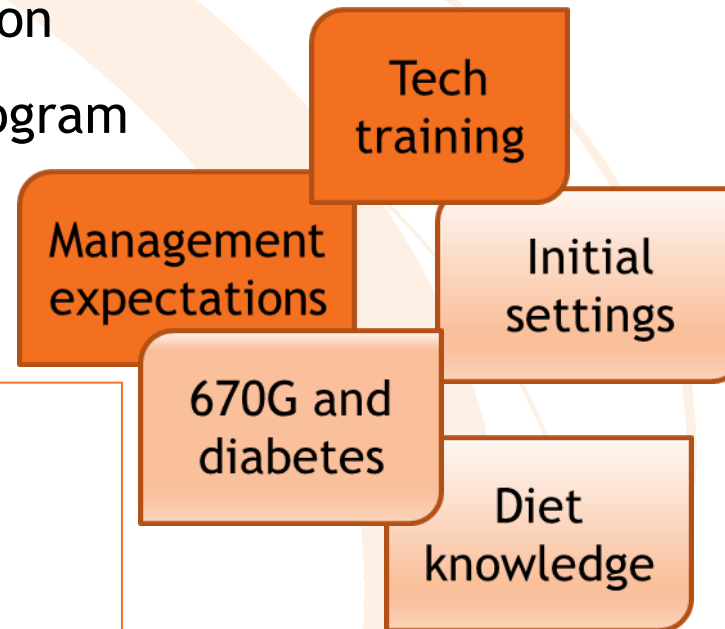 on
ogram
Tech
training
Management
expectations
Initial
settings
670G and
diabetes
Diet
knowledge